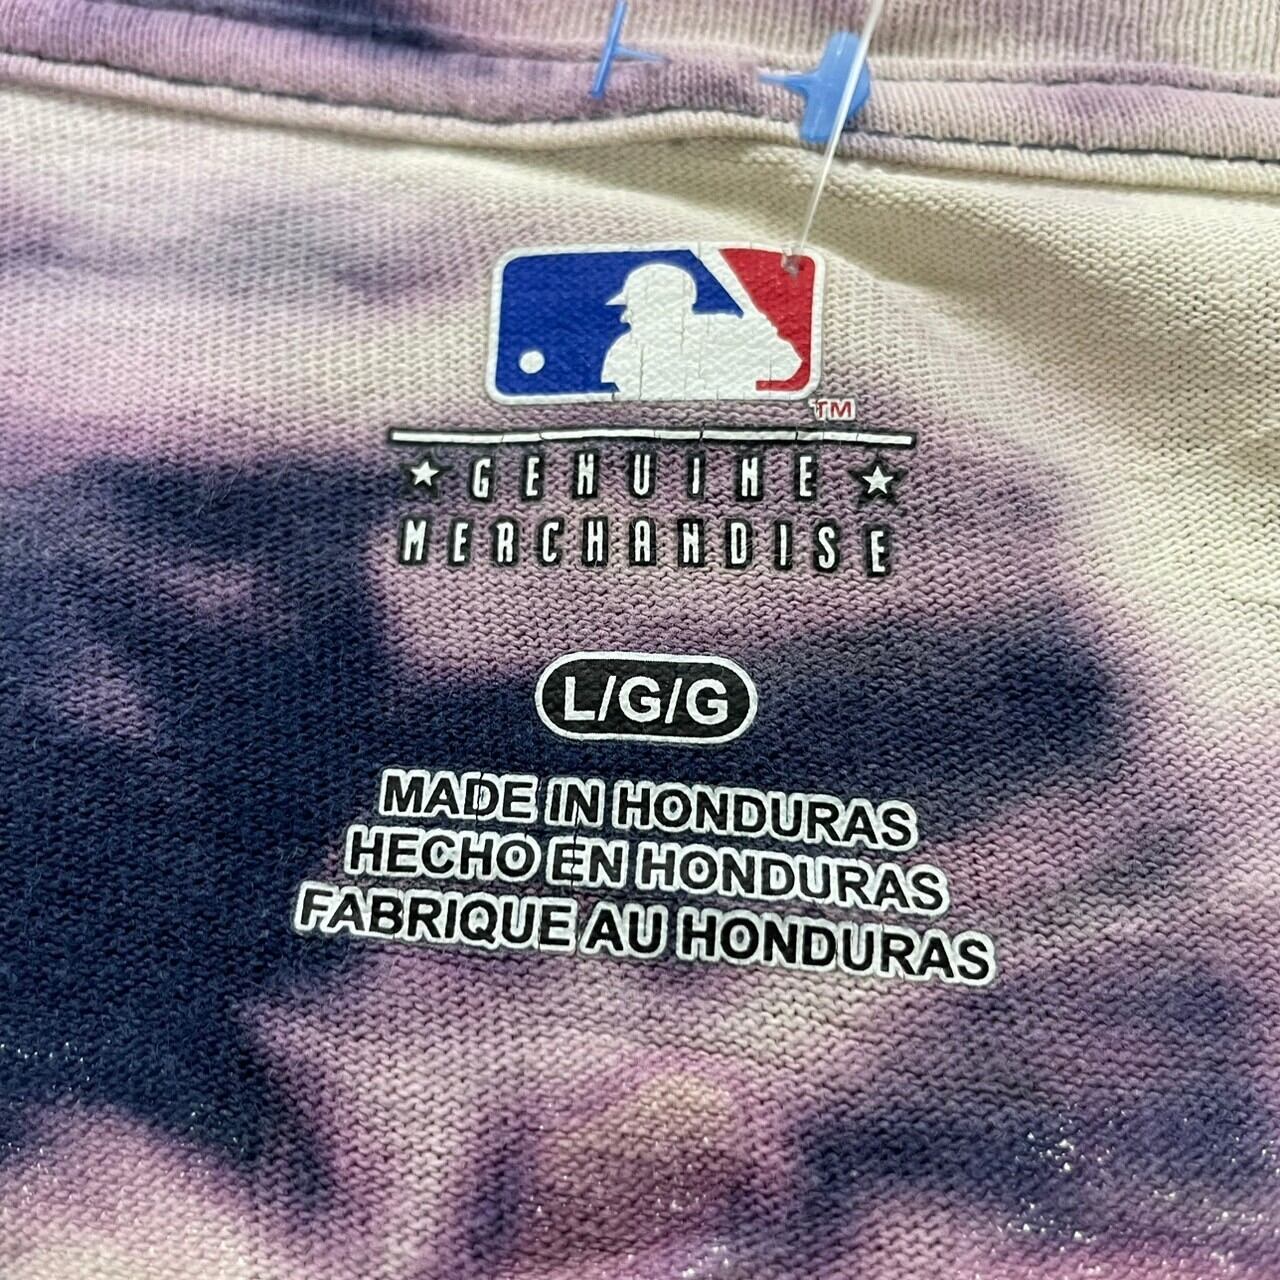 TM
★ GENUINE ★
MERCHANDISE
L/G/G
MADE IN HONDURAS
HECHO EN HONDURAS
FABRIQUE AU HONDURAS